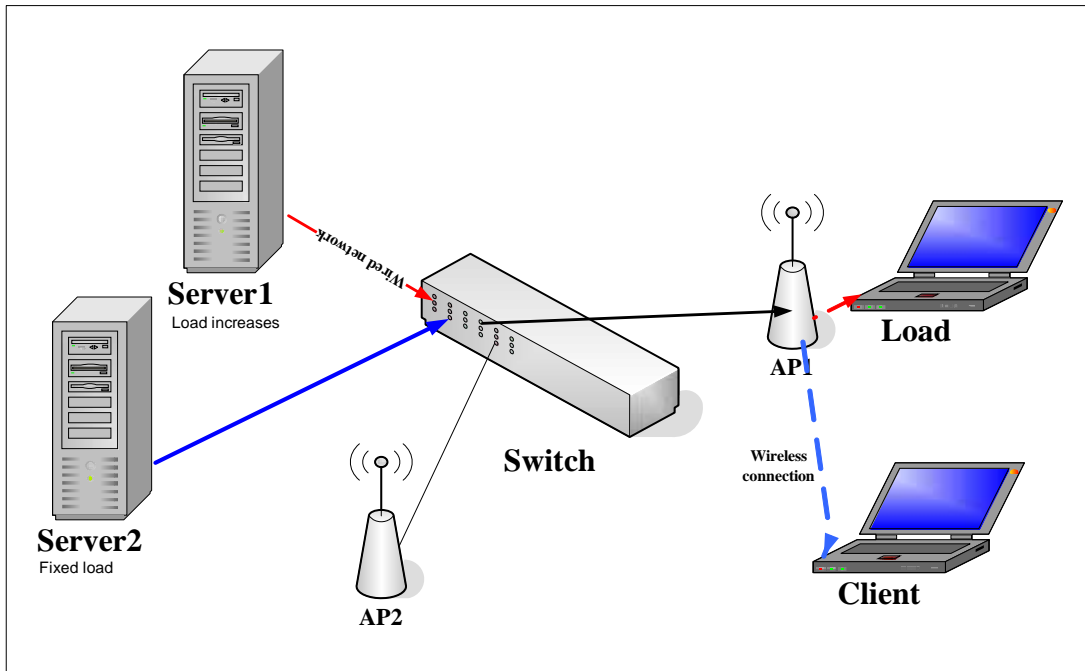 Server1
Load increases
Wired network
Server2
Fixed load
Switch
AP1
Load
AP2
Wireless
connection
Client